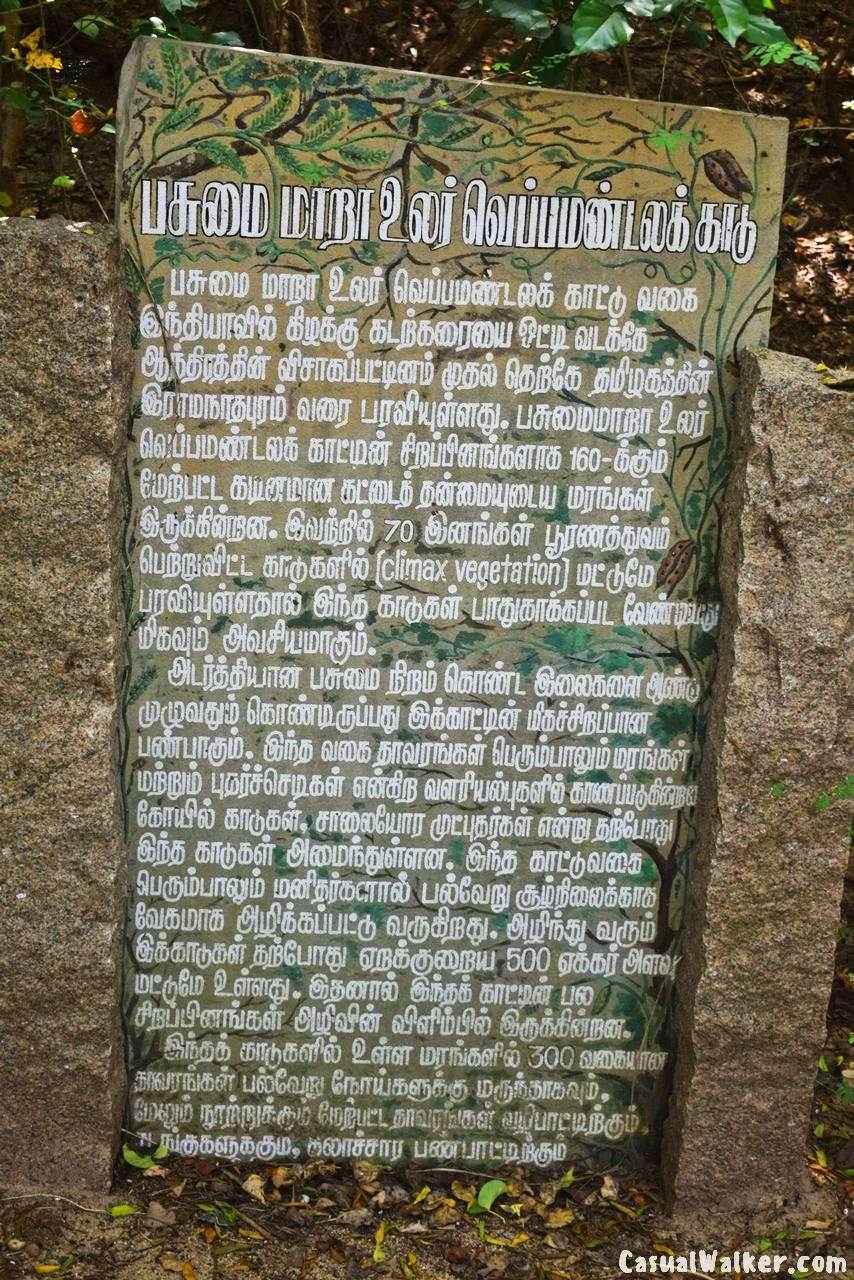 பசுமை மாறா உலர் வெப்பமண்டலக் காடு
பசுமை மாறா உலர் வெப்பமண்டலக் காட்டு வகை
இந்தியாவில் கிழக்கு கடற்கரையை ஒட்டி வடக்கே
ஆந்திரத்தின் விசாகப்பட்டினம் முதல் தெற்கே தமிழகத்தின்
இராமநாதபுரம் வரை பரவியுள்ளது. பசுமைமாறா உலர்
வெப்பமண்டலக் காட்டின் சிறப்பினங்களாக 160-க்கும்
மேற்பட்ட கடினமான கட்டைத் தன்மையுடைய மரங்கள்
இருக்கின்றன. இவற்றில் 70 இனங்கள் பூரணத்துவம்
பெற்றுவிட்ட காடுகளில் (climax vegetation) மட்டுமே
பரவியுள்ளதால் இந்த காடுகள் பாதுகாக்கப்பட வேண்டியது
மிகவும் அவசியமாகும்.
அடர்த்தியான பசுமை நிறம் கொண்ட இலைகளை ஆண்டு
முழுவதும் கொண்டிருப்பது இக்காட்டின் மிகச்சிறப்பான
பண்பாகும். இந்த வகை தாவரங்கள் பெரும்பாலும் மரங்கள்
மற்றும் புதர்ச்செடிகள் என்கிற வளரியல்புகளில் காணப்படுகின்றன
கோயில் காடுகள், சாலையோர முட்புதர்கள் என்று தற்போது
இந்த காடுகள் அமைந்துள்ளன. இந்த காட்டுவகை
பெரும்பாலும் மனிதர்களால் பல்வேறு சூழ்நிலைக்காக
வேகமாக அழிக்கப்பட்டு வருகிறது. அழிந்து வரும்
இக்காடுகள் தற்போது ஏறக்குறைய 500 ஏக்கர் அளவு
மட்டுமே உள்ளது. இதனால் இந்தக் காட்டின் பல
சிறப்பினங்கள் அழிவின் விளிம்பில் இருக்கின்றன.
இந்தக் காடுகளில் உள்ள மரங்களில் 300 வகையான
தாவரங்கள் பல்வேறு நோய்களுக்கு மருந்தாகவும்,
மேலும் நூற்றுக்கும் மேற்பட்ட தாவரங்கள் வழிபாட்டிற்கும்,
கலாச்சார பண்பாட்டிற்கும்
CasualWalker.com